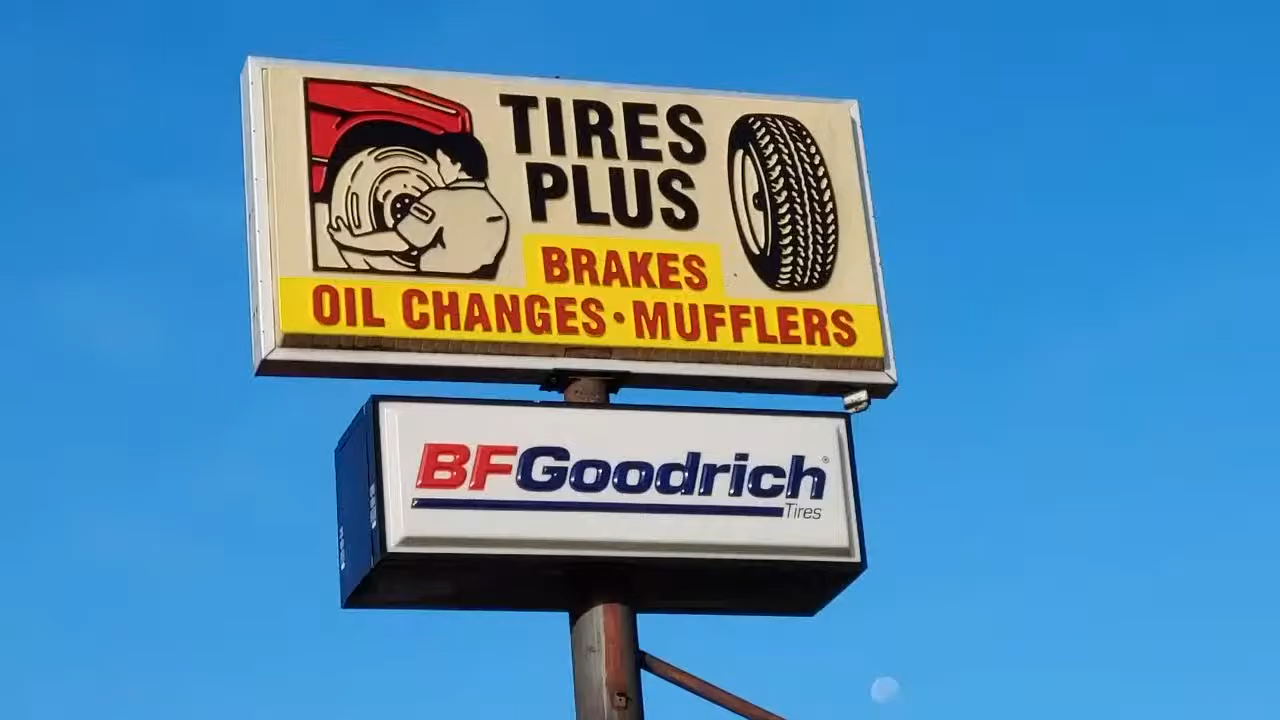 TIRES
PLUS
BRAKES
OIL CHANGES · MUFFLERS
BFGoodrich®
Tires